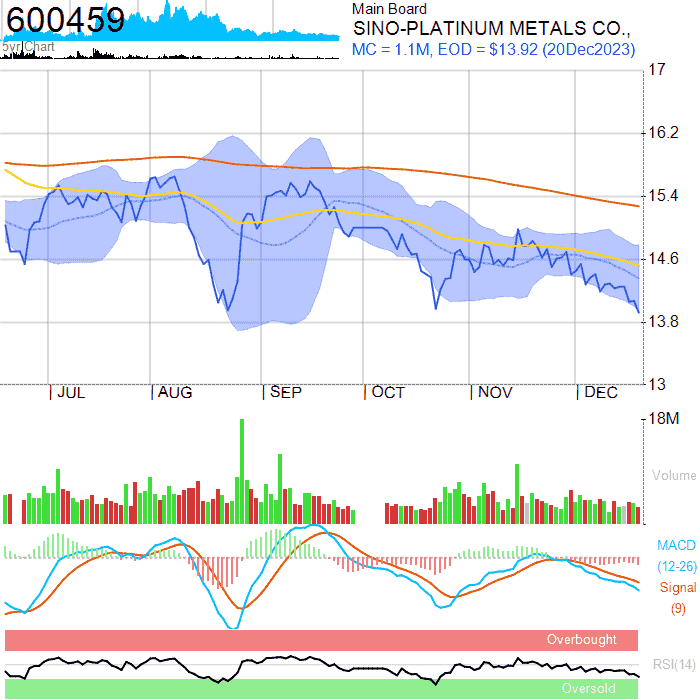 600459
5yr Chart
Main Board
SINO-PLATINUM METALS CO.,
MC = 1.1M, EOD = $13.92 (20Dec2023)
17
16.2
15.4
14.6
13.8
13
JUL
AUG
SEP
OCT
NOV
DEC
18M
Volume
MACD
(12-26)
Signal
(9)
Overbought
RSI(14)
Oversold